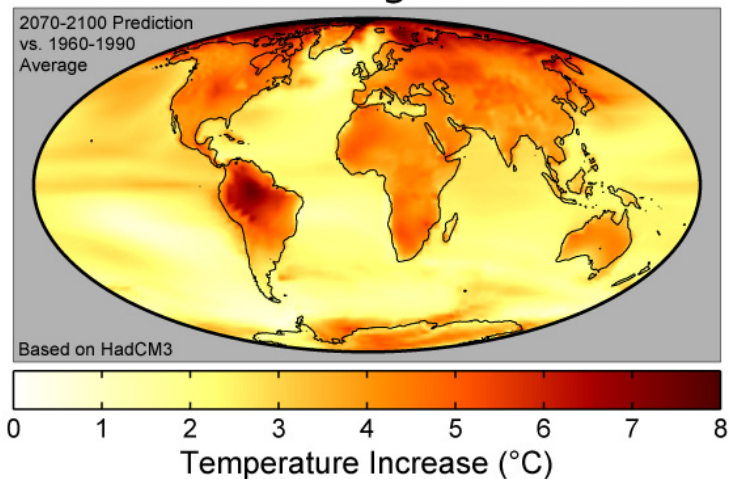 2070-2100 Prediction
vs. 1960-1990
Average
Based on HadCM3
0 1 2 3 4 5 6 7 8
Temperature Increase (°C)